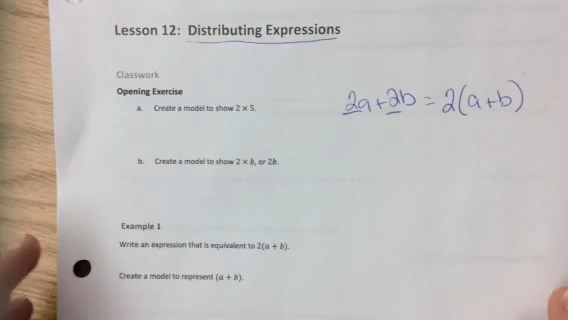 Lesson 12: Distributing Expressions
Classwork
Opening Exercise
a. Create a model to show 2 × 5.
2a+2b = 2(a+b)
b. Create a model to show 2 × b, or 2b.
Example 1
Write an expression that is equivalent to 2(a + b).
Create a model to represent (a + b).